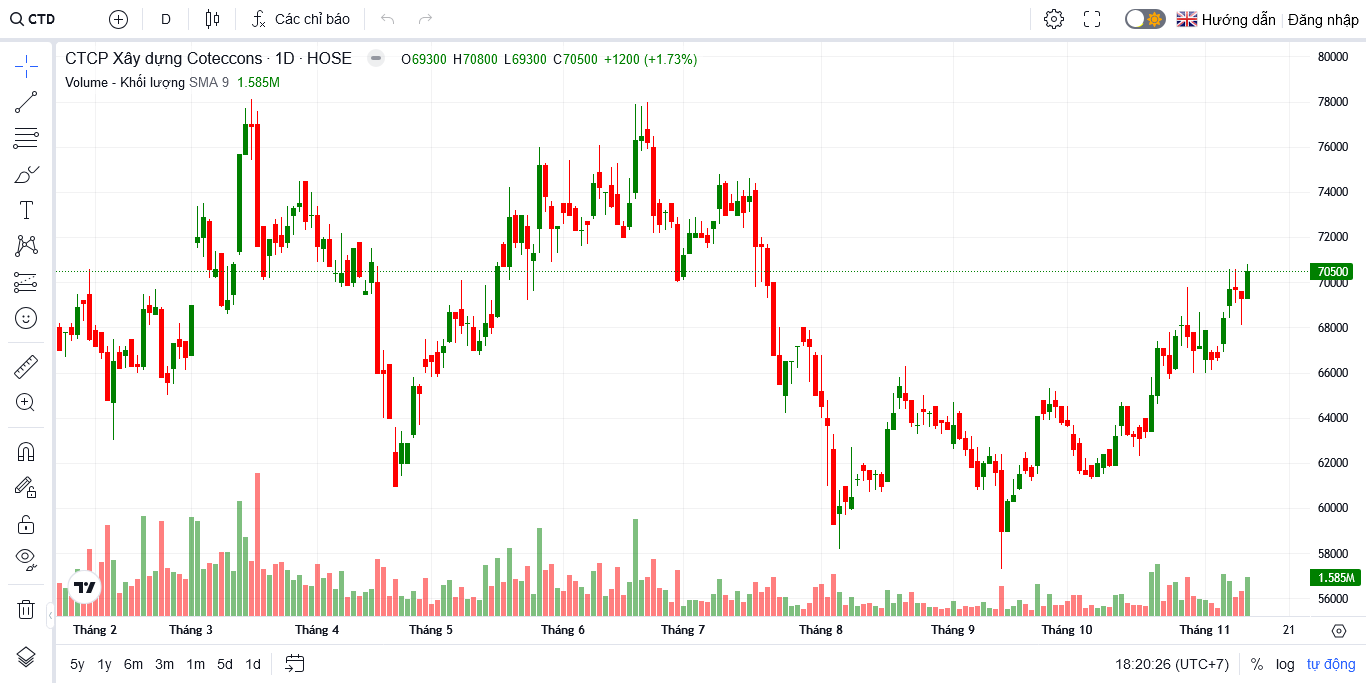 CTD D Các chỉ báo Hướng dẫn Đăng nhập
CTCP Xây dựng Coteccons · 1D · HOSE O69300 H70800 L69300 C70500 +1200 (+1.73%)
Volume - Khối lượng SMA 9 1.585M
80000
78000
76000
74000
72000
70500
70000
68000
66000
64000
62000
60000
58000
1.585M
56000
Tháng 2 Tháng 3 Tháng 4 Tháng 5 Tháng 6 Tháng 7 Tháng 8 Tháng 9 Tháng 10 Tháng 11 21
5y 1y 6m 3m 1m 5d 1d 18:20:26 (UTC+7) % log tự động